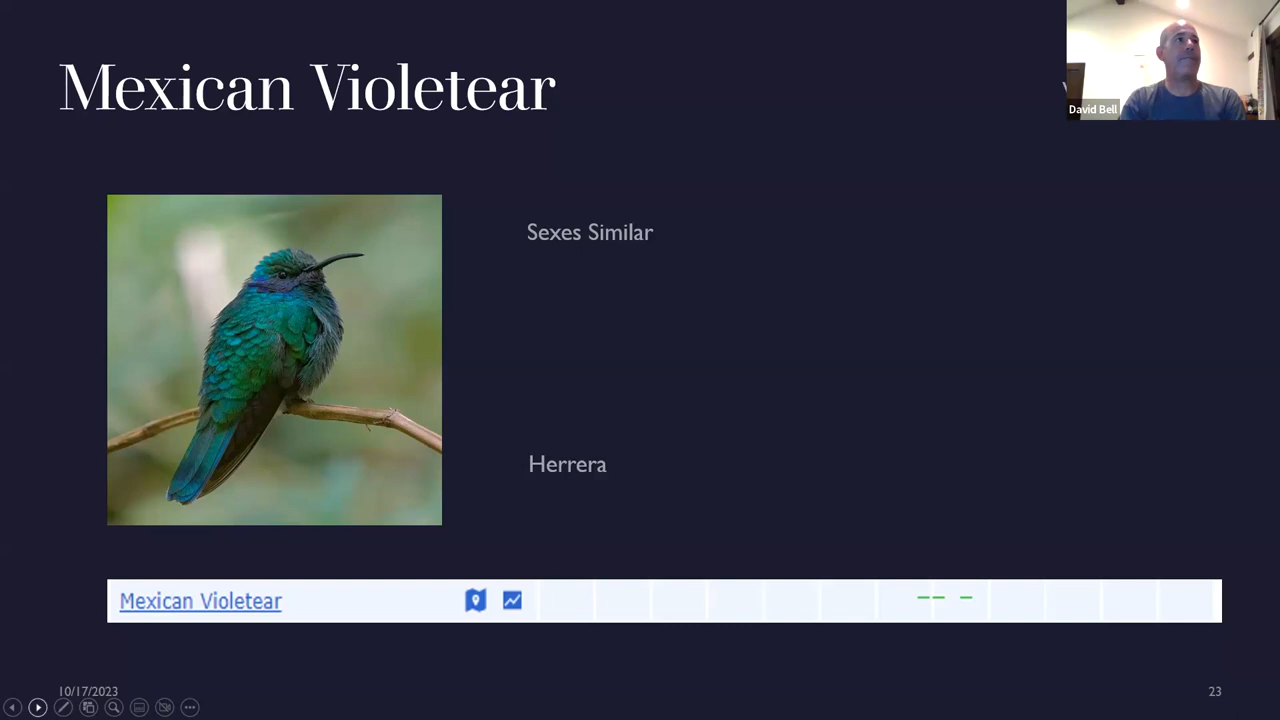 Mexican Violetear
David Bell
Sexes Similar
Herrera
Mexican Violetear
10/17/2023
23